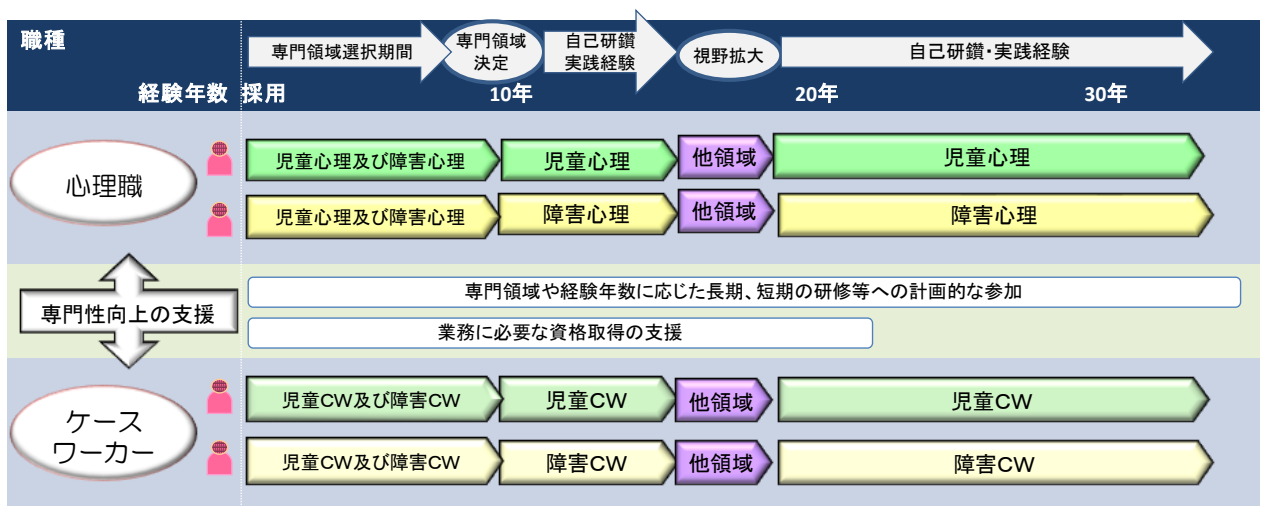 職種
専門領域選択期間
専門領域
決定
自己研鑽
実践経験
視野拡大
自己研鑽・実践経験
経験年数
採用
10年
20年
30年
心理職
児童心理及び障害心理
児童心理
他領域
児童心理
児童心理及び障害心理
障害心理
他領域
障害心理
専門性向上の支援
専門領域や経験年数に応じた長期、短期の研修等への計画的な参加
業務に必要な資格取得の支援
ケース
ワーカー
児童CW及び障害CW
児童CW
他領域
児童CW
児童CW及び障害CW
障害CW
他領域
障害CW